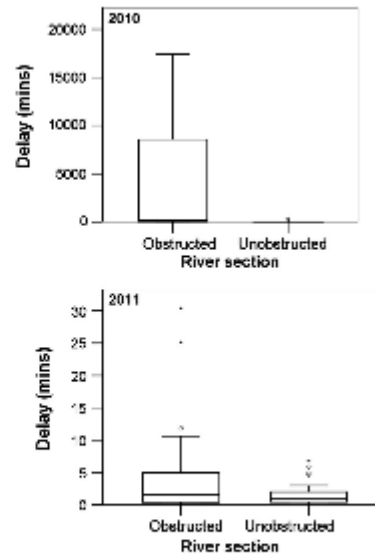 2010
20000
15000
10000
5000
0
Delay (mins)
Obstructed Unobstructed
River section
2011
30
25
20
15
10
5
0
Delay (mins)
Obstructed Unobstructed
River section